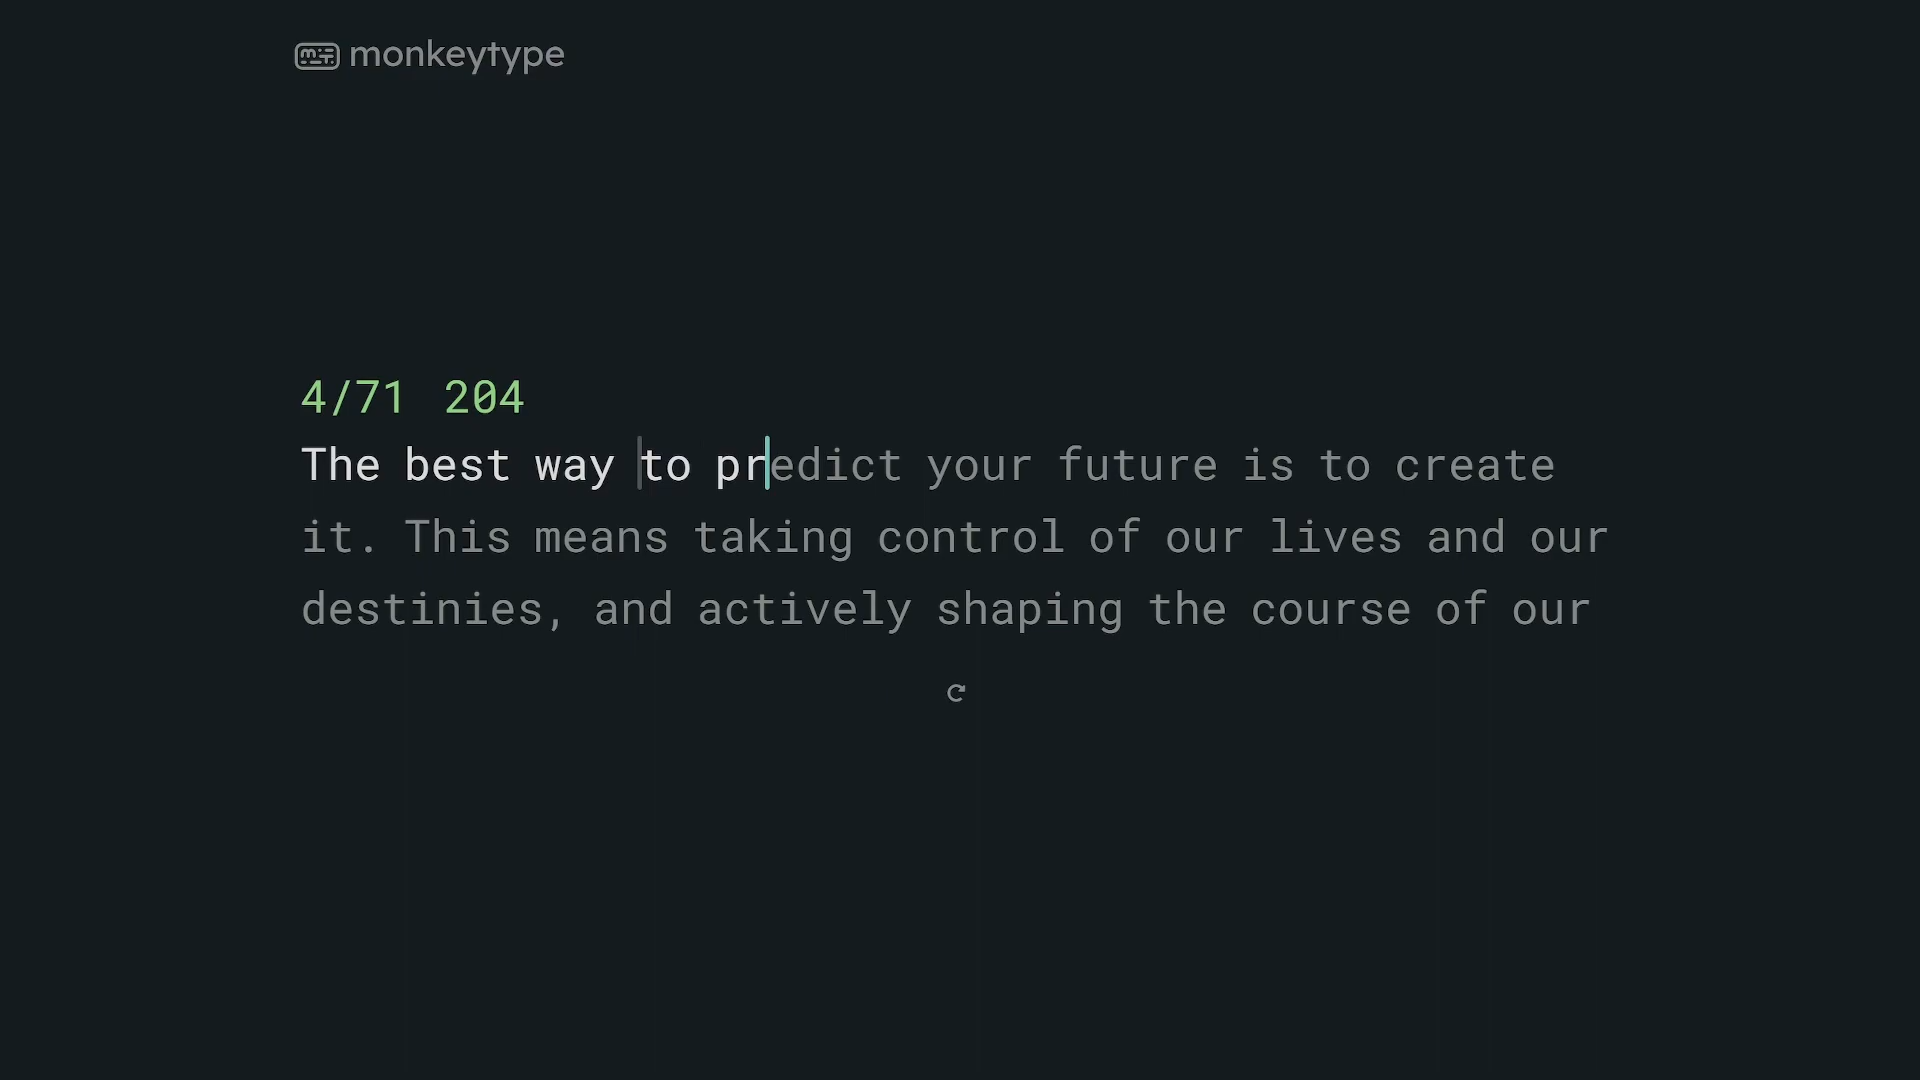 monkeytype
4/71 204
The best way to predict your future is to create
it. This means taking control of our lives and our
destinies, and actively shaping the course of our